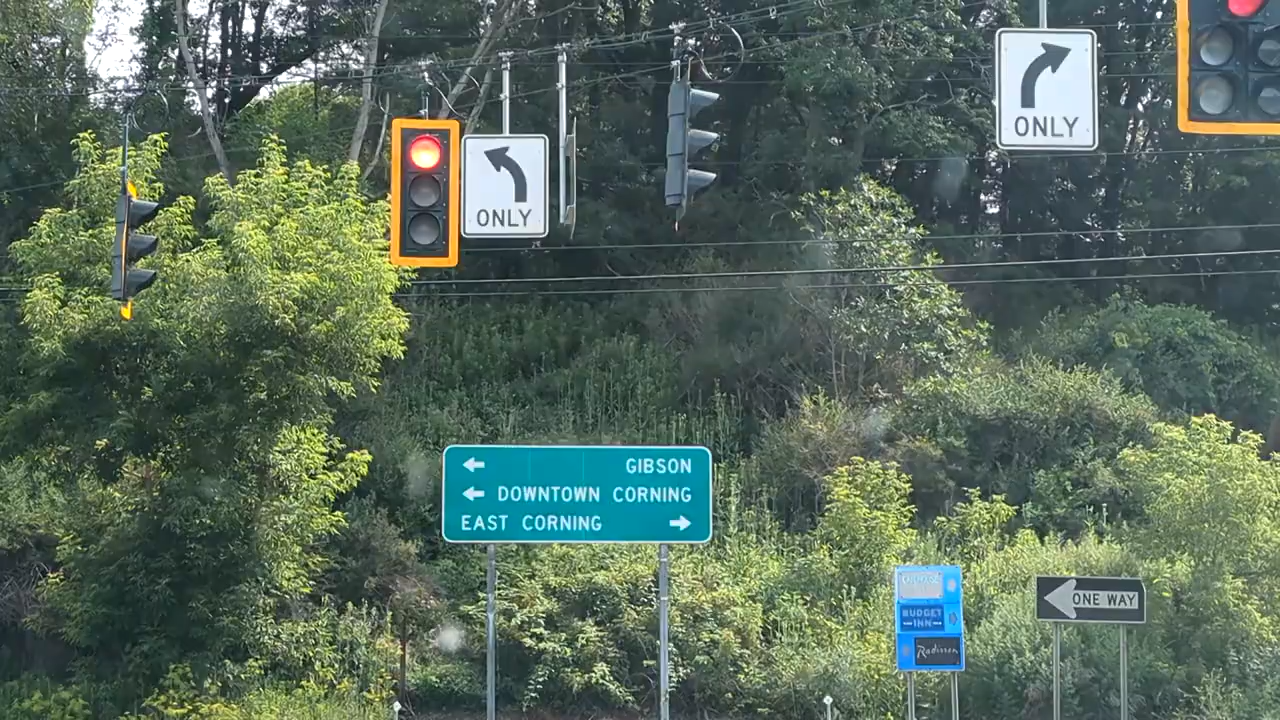 ONLY
ONLY
GIBSON
DOWNTOWN CORNING
EAST CORNING
BUDGET
INN
Radisson
ONE WAY